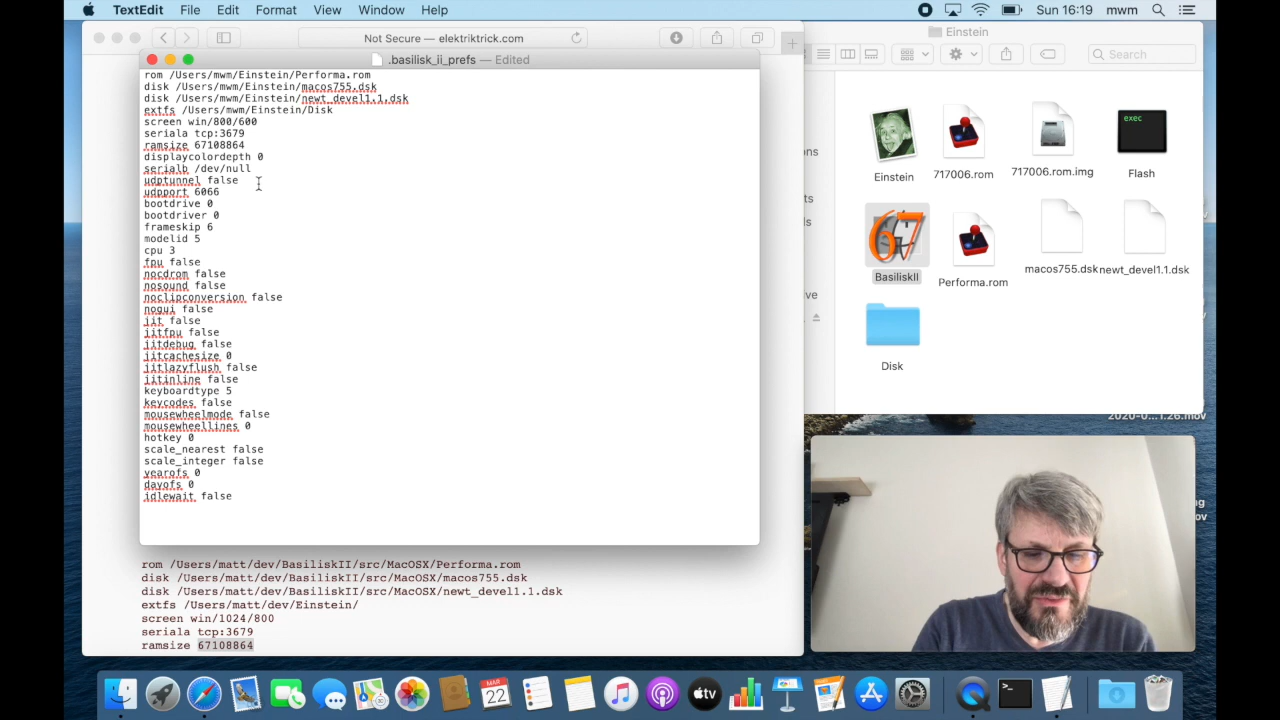 TextEdit File Edit Format View Window Help Sun 16:19 mwm
Not Secure — elektriktrick.com
Einstein
.basilisk_ii_prefs — Edited
Search
rom /Users/mwm/Einstein/Performa.rom
disk /Users/mwm/Einstein/macos755.dsk
disk /Users/mwm/Einstein/newt_devel1.1.dsk
extfs /Users/mwm/Einstein/Disk
screen win/800/600
seriala tcp:3679
ramsize 67108864
displaycolordepth 0
serialb /dev/null
udptunnel false
udpport 6066
bootdrive 0
bootdriver 0
frameskip 6
modelid 5
cpu 3
fpu false
nocdrom false
nosound false
noclipconversion false
nogui false
jit false
jitfpu false
jitdebug false
jitcachesize 0
jitlazyflush false
jitinline false
keyboardtype 5
keycodes false
mousewheelmode false
mousewheellines 0
hotkey 0
scale_nearest false
scale_integer false
yearofs 0
dayofs 0
idlewait false
exec
Einstein
717006.rom
717006.rom.img
Flash
67
BasiliskII
Performa.rom
macos755.dsk
newt_devel1.1.dsk
Disk
2020-0...1.26.mov
/Users/matt/dev/BasiliskII/src/MacOSX/performa.rom
disk /Users/matt/dev/BasiliskII/src/MacOSX/macos755.dsk
disk /Users/matt/dev/BasiliskII/src/MacOSX/newt_devel1.1.dsk
extfs /Users/matt/dev/Einstein/
screen win/1024/800
seriala tcp:3679
ramsize 67108864
MAR
tv